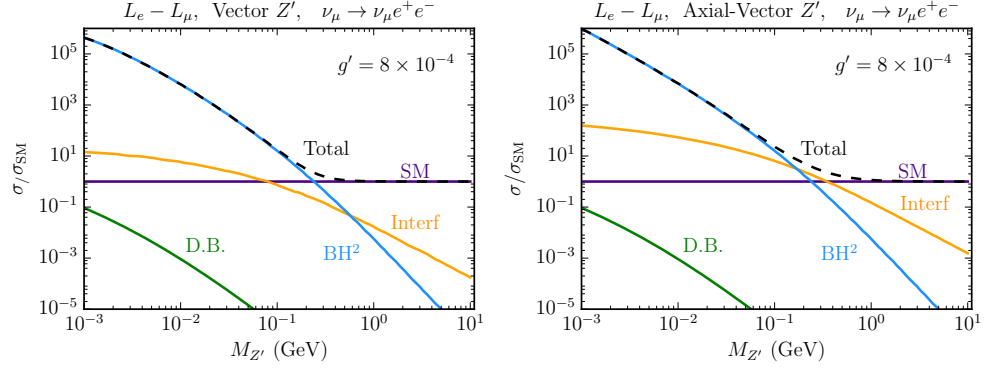 L_e − L_μ, Vector Z′, ν_μ → ν_μ e⁺e⁻
g′ = 8 × 10⁻⁴
Total
SM
Interf
D.B.
BH²
10⁵
10³
10¹
10⁻¹
10⁻³
10⁻⁵
σ/σ_SM
10⁻³ 10⁻² 10⁻¹ 10⁰ 10¹
M_Z′ (GeV)
L_e − L_μ, Axial-Vector Z′, ν_μ → ν_μ e⁺e⁻
g′ = 8 × 10⁻⁴
Total
SM
Interf
D.B.
BH²
10⁵
10³
10¹
10⁻¹
10⁻³
10⁻⁵
σ/σ_SM
10⁻³ 10⁻² 10⁻¹ 10⁰ 10¹
M_Z′ (GeV)